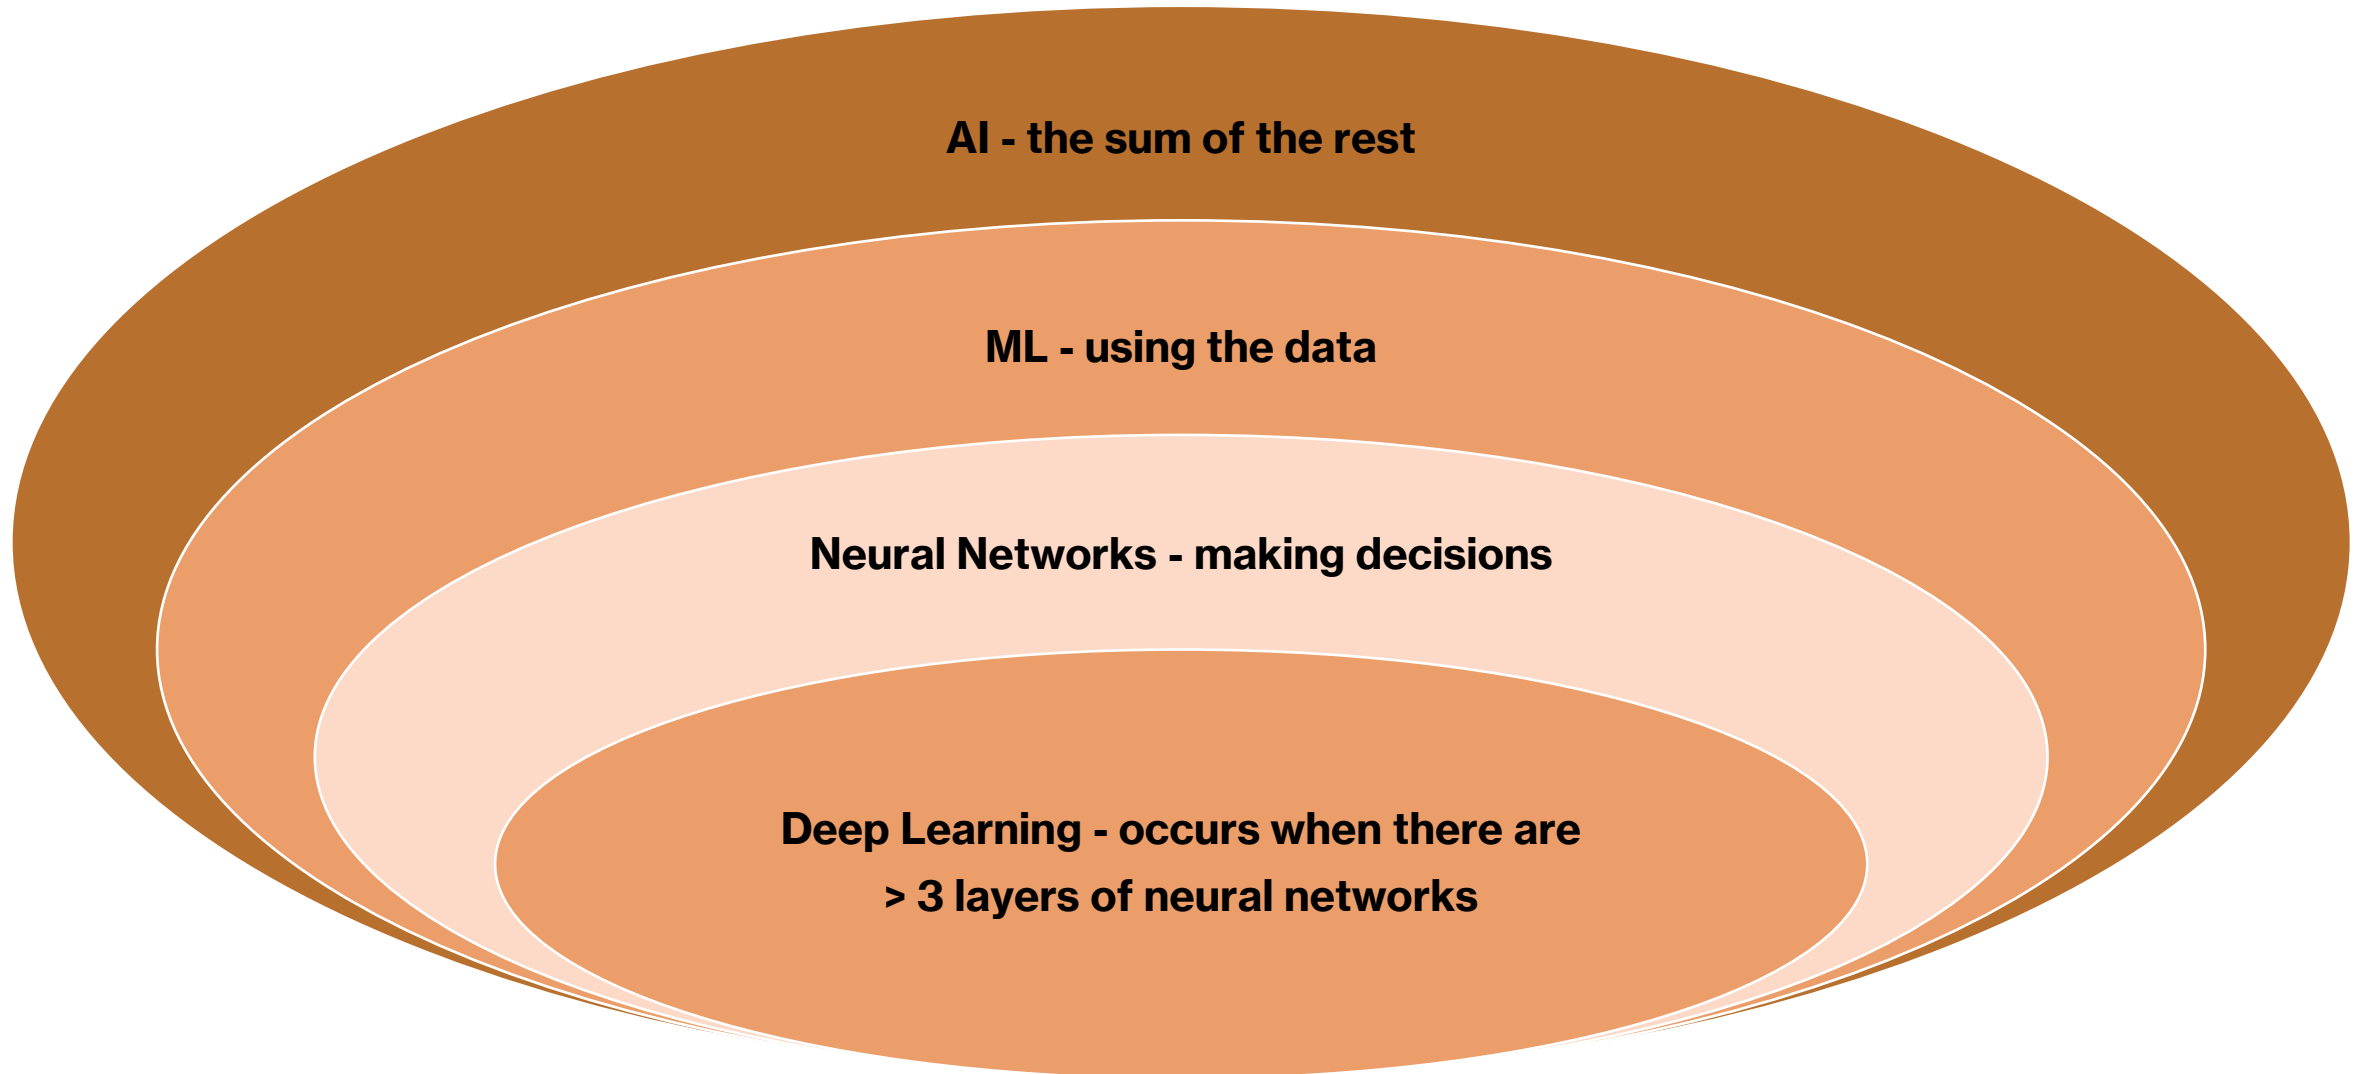 AI - the sum of the rest
ML - using the data
Neural Networks - making decisions
Deep Learning - occurs when there are
> 3 layers of neural networks